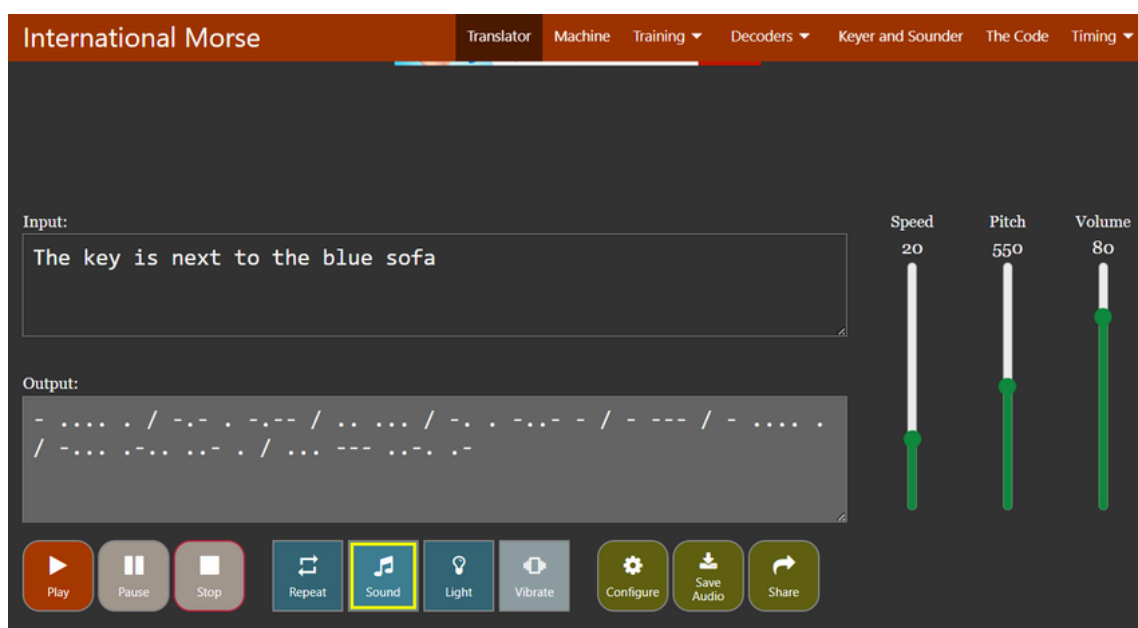 International Morse Translator Machine Training Decoders Keyer and Sounder The Code Timing
Input: Speed Pitch Volume
The key is next to the blue sofa 20 550 80
Output:
- .... . / -.- . -.-- / .. ... / -. . -..- - / - --- / - .... .
/ -... .-.. ..- . / ... --- ..-. .-
Play Pause Stop Repeat Sound Light Vibrate Configure Save Audio Share